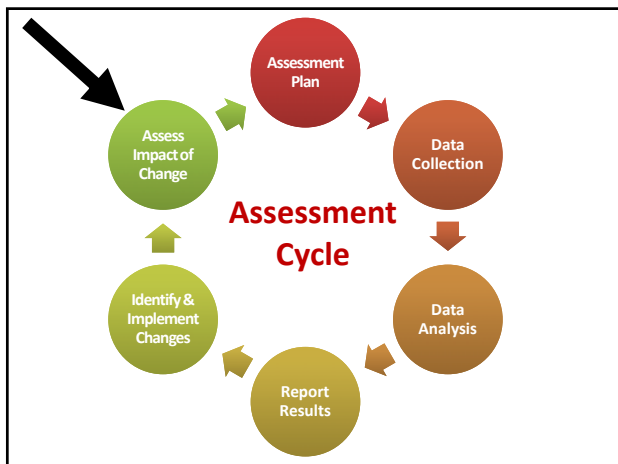 Assessment
Plan
Data
Collection
Data
Analysis
Report
Results
Identify &
Implement
Changes
Assess
Impact of
Change
Assessment
Cycle